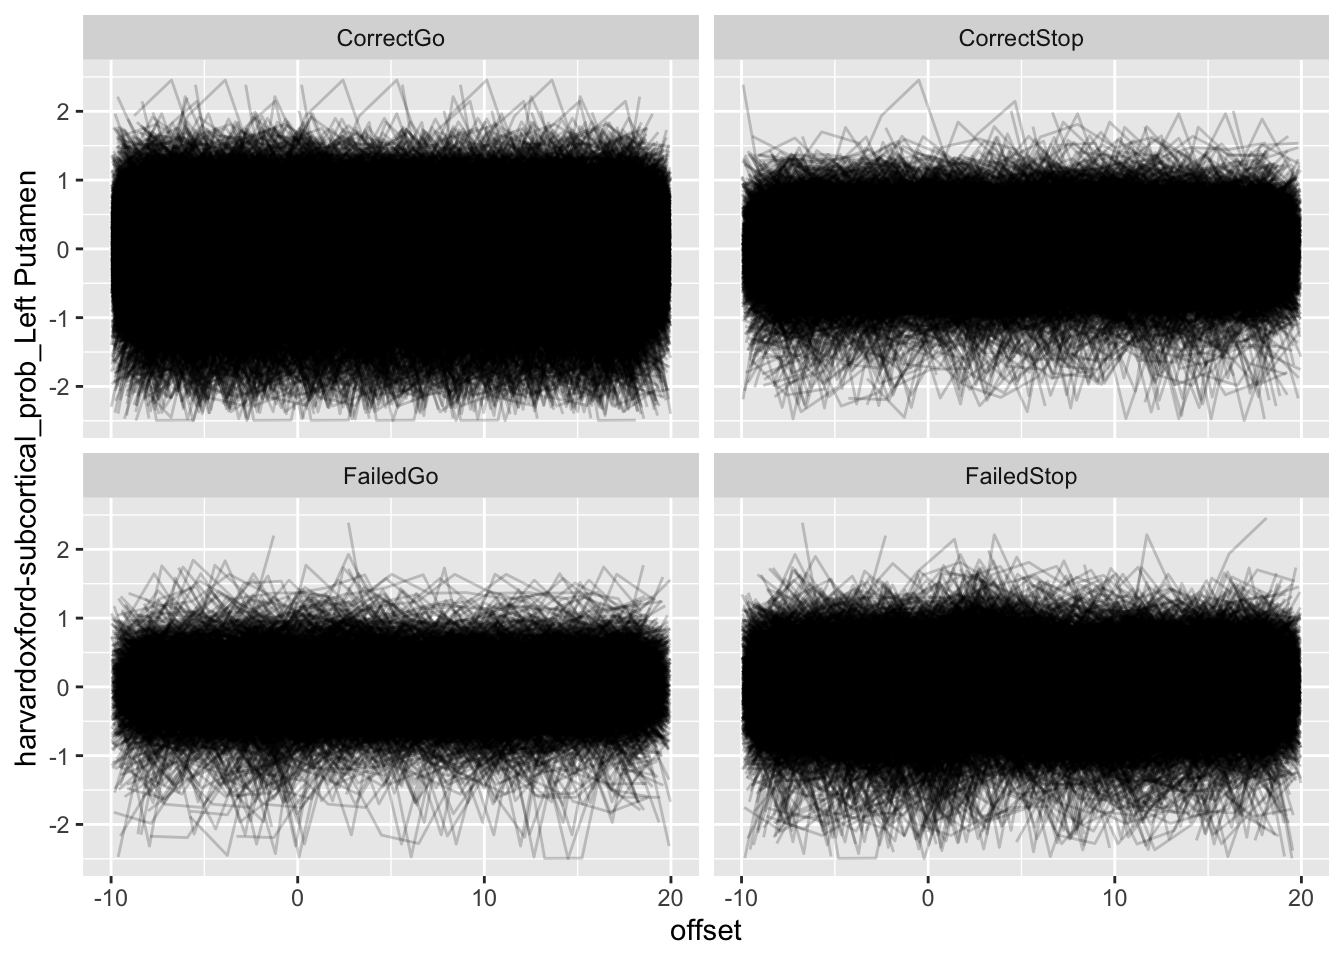 CorrectGo
CorrectStop
2
1
0
-1
-2
FailedGo
FailedStop
2
1
0
-1
-2
-10 0 10 20
-10 0 10 20
offset
harvardoxford-subcortical_prob_Left Putamen